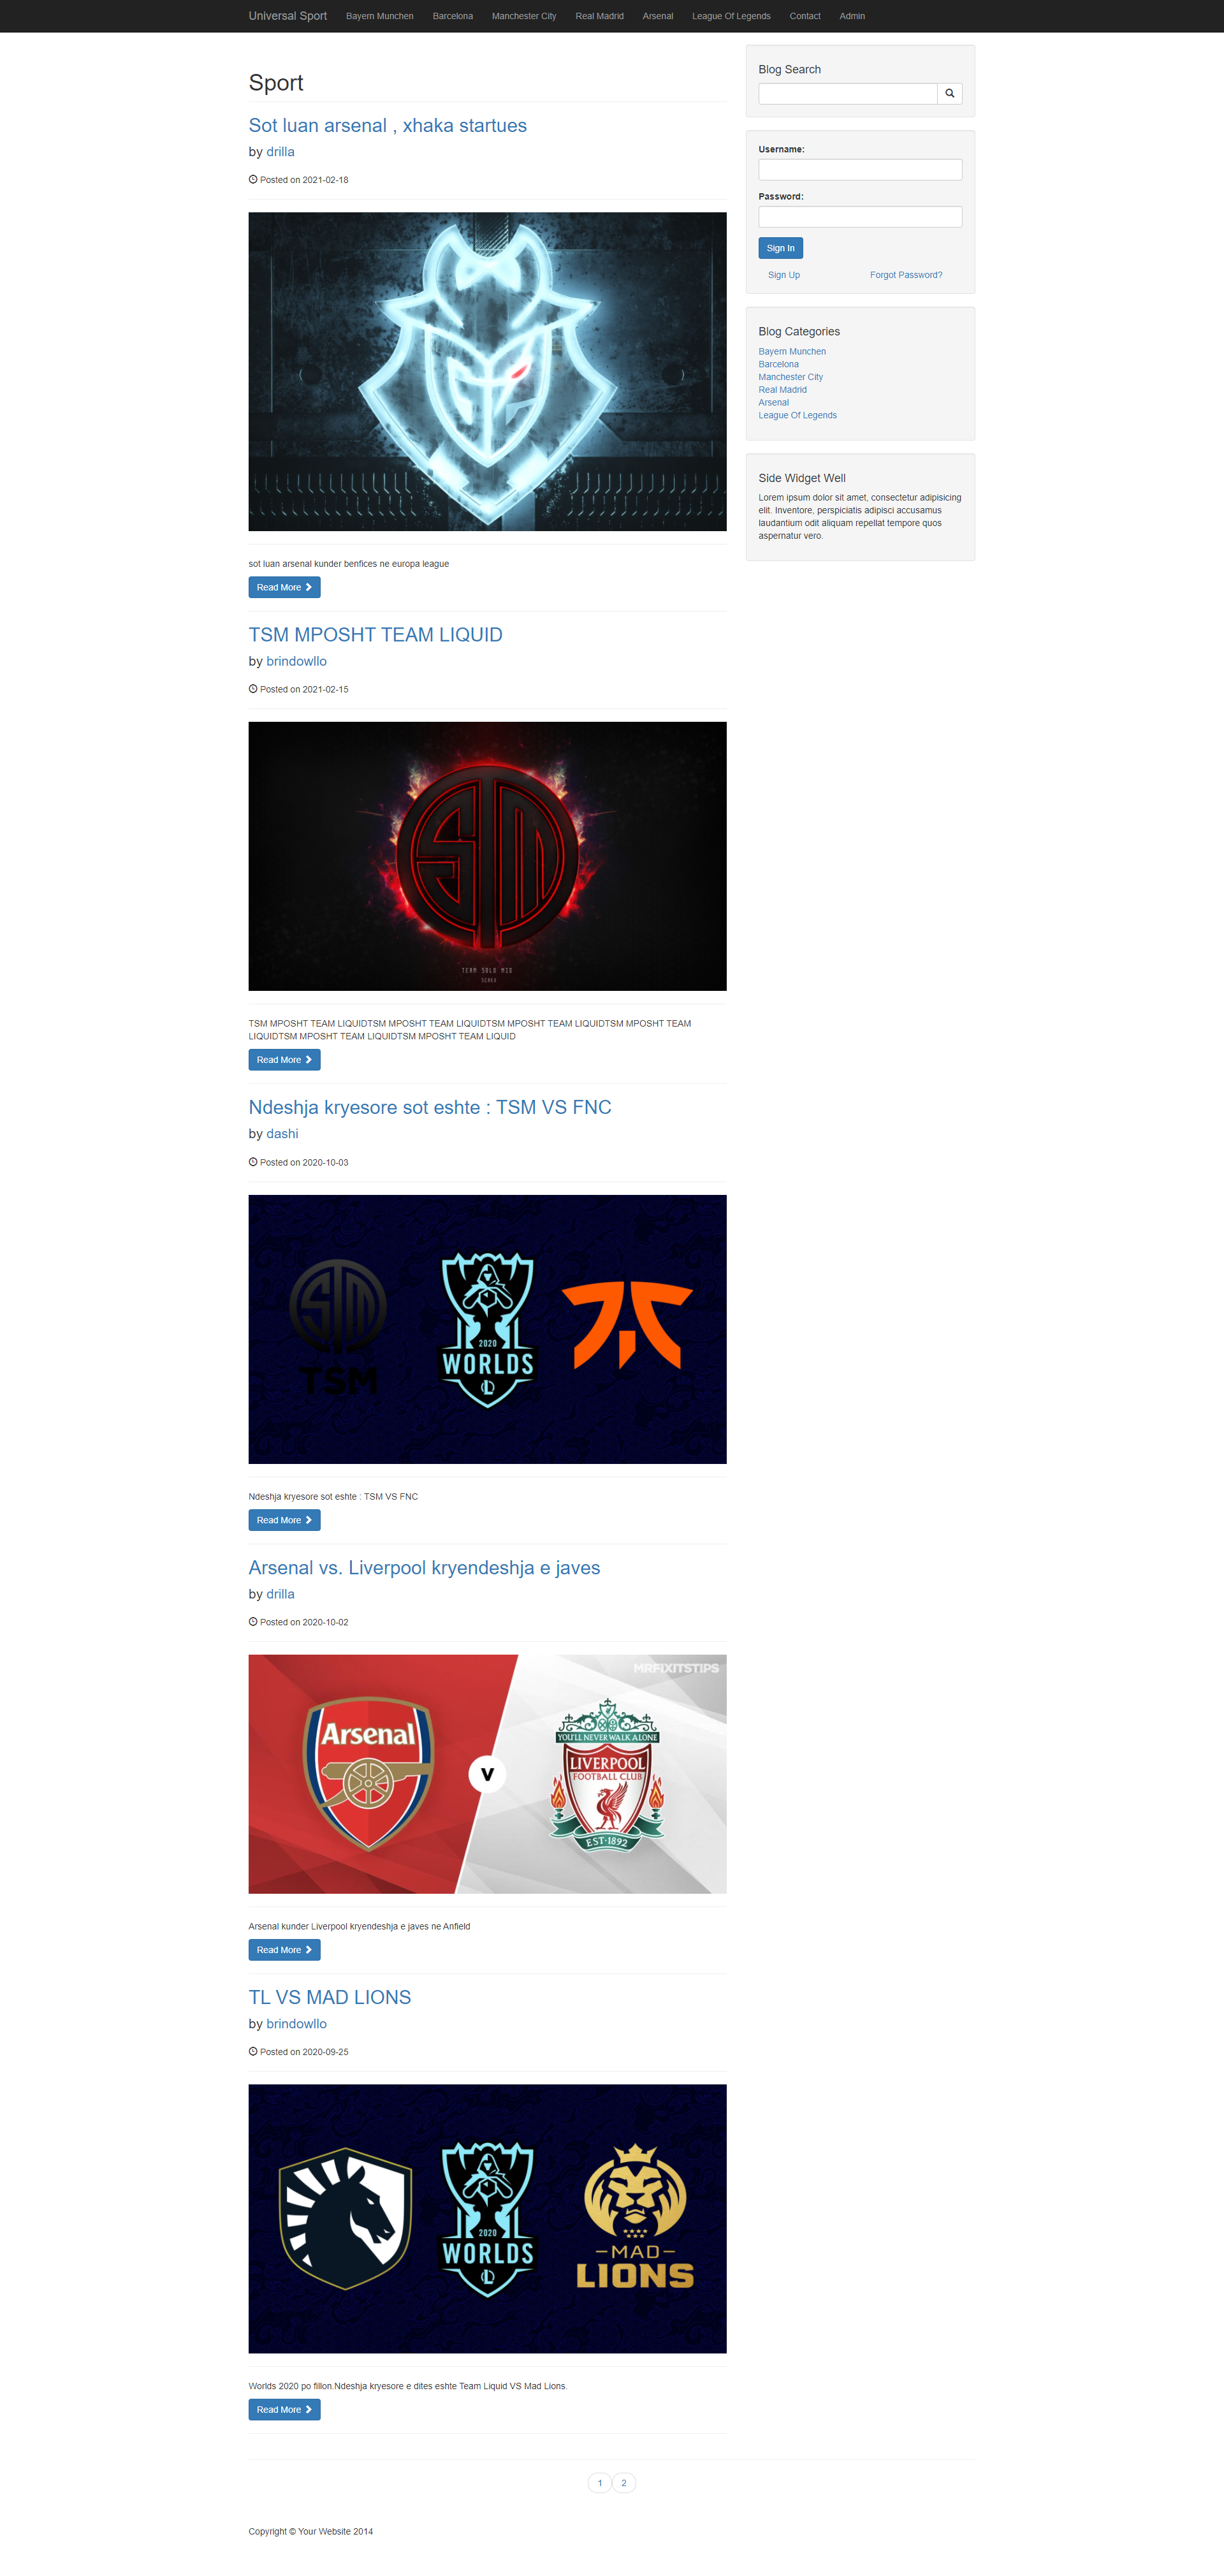 Universal Sport Bayern Munchen Barcelona Manchester City Real Madrid Arsenal League Of Legends Contact Admin
Sport
Sot luan arsenal , xhaka startues
by drilla
Posted on 2021-02-18
sot luan arsenal kunder benfices ne europa league
Read More
TSM MPOSHT TEAM LIQUID
by brindowllo
Posted on 2021-02-15
TEAM SOLO MID
TSM MPOSHT TEAM LIQUIDTSM MPOSHT TEAM LIQUIDTSM MPOSHT TEAM LIQUIDTSM MPOSHT TEAM
LIQUIDTSM MPOSHT TEAM LIQUIDTSM MPOSHT TEAM LIQUID
Read More
Ndeshja kryesore sot eshte : TSM VS FNC
by dashi
Posted on 2020-10-03
TSM
2020
WORLDS
Ndeshja kryesore sot eshte : TSM VS FNC
Read More
Arsenal vs. Liverpool kryendeshja e javes
by drilla
Posted on 2020-10-02
MRFIXITSTIPS
Arsenal
V
YOU'LL NEVER WALK ALONE
LIVERPOOL
FOOTBALL CLUB
EST·1892
Arsenal kunder Liverpool kryendeshja e javes ne Anfield
Read More
TL VS MAD LIONS
by brindowllo
Posted on 2020-09-25
2020
WORLDS
MAD
LIONS
Worlds 2020 po fillon.Ndeshja kryesore e dites eshte Team Liquid VS Mad Lions.
Read More
Blog Search
Username:
Password:
Sign In
Sign Up Forgot Password?
Blog Categories
Bayern Munchen
Barcelona
Manchester City
Real Madrid
Arsenal
League Of Legends
Side Widget Well
Lorem ipsum dolor sit amet, consectetur adipisicing
elit. Inventore, perspiciatis adipisci accusamus
laudantium odit aliquam repellat tempore quos
aspernatur vero.
1 2
Copyright © Your Website 2014